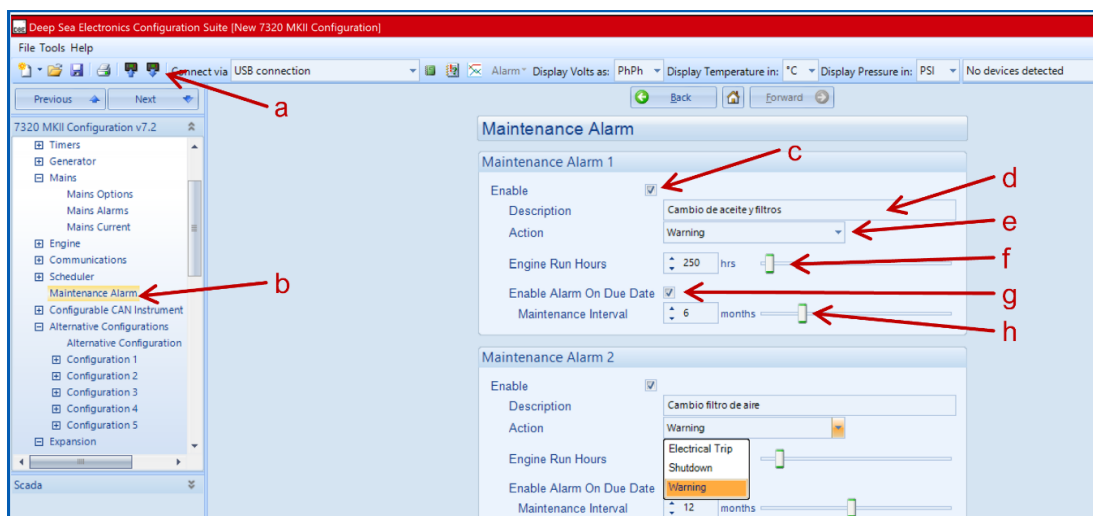 Deep Sea Electronics Configuration Suite [New 7320 MKII Configuration]
File Tools Help
Connect via USB connection Alarm Display Volts as: PhPh Display Temperature in: °C Display Pressure in: PSI No devices detected
a
Previous Next
Back Forward
7320 MKII Configuration v7.2
Timers
Generator
Mains
Mains Options
Mains Alarms
Mains Current
Engine
Communications
Scheduler
Maintenance Alarm
b
Configurable CAN Instrument
Alternative Configurations
Alternative Configuration
Configuration 1
Configuration 2
Configuration 3
Configuration 4
Configuration 5
Expansion
Scada
Maintenance Alarm
Maintenance Alarm 1
c
Enable
d
Description Cambio de aceite y filtros
Action Warning
e
Engine Run Hours 250 hrs
f
Enable Alarm On Due Date
g
Maintenance Interval 6 months
h
Maintenance Alarm 2
Enable
Description Cambio filtro de aire
Action Warning
Electrical Trip
Engine Run Hours
Shutdown
Enable Alarm On Due Date Warning
Maintenance Interval 12 months